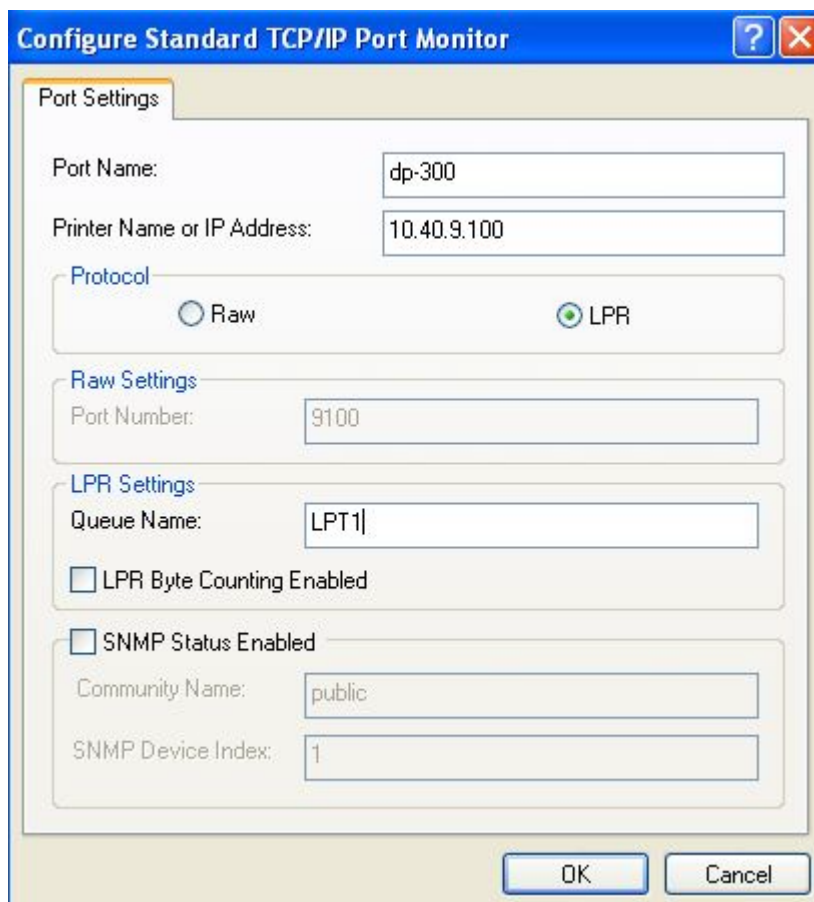 Configure Standard TCP/IP Port Monitor
Port Settings
Port Name: dp-300
Printer Name or IP Address: 10.40.9.100
Protocol
Raw LPR
Raw Settings
Port Number: 9100
LPR Settings
Queue Name: LPT1
LPR Byte Counting Enabled
SNMP Status Enabled
Community Name: public
SNMP Device Index: 1
OK Cancel